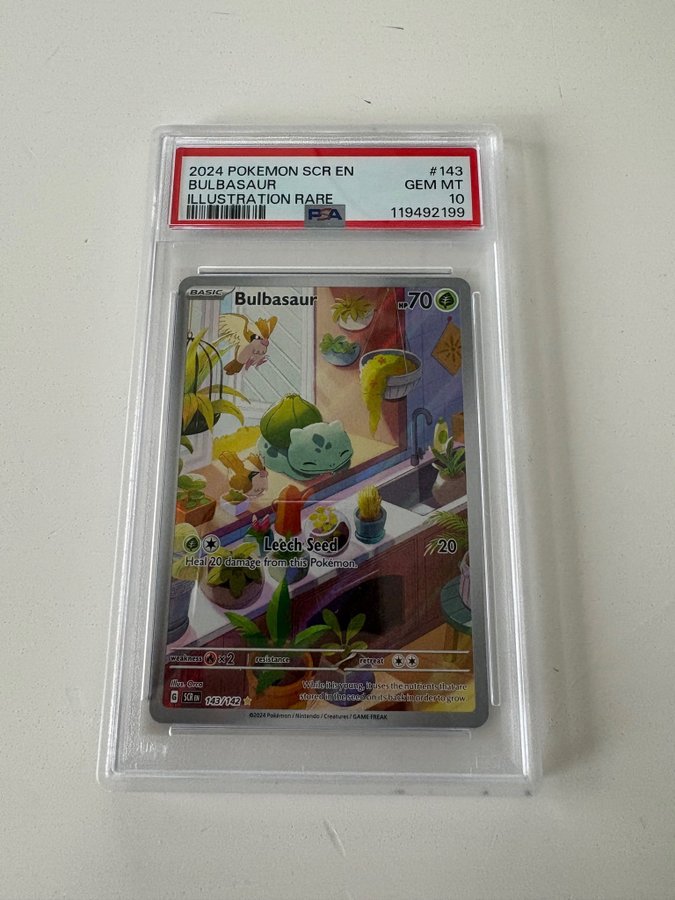 2024 POKEMON SCR EN #143
BULBASAUR GEM MT
ILLUSTRATION RARE 10
PSA 119492199
BASIC Bulbasaur HP 70
Leech Seed 20
Heal 20 damage from this Pokémon.
weakness ×2 resistance retreat
Illus. Orca
G SCR EN 143/142
While it is young, it uses the nutrients that are
stored in the seed on its back in order to grow.
©2024 Pokémon / Nintendo / Creatures / GAME FREAK